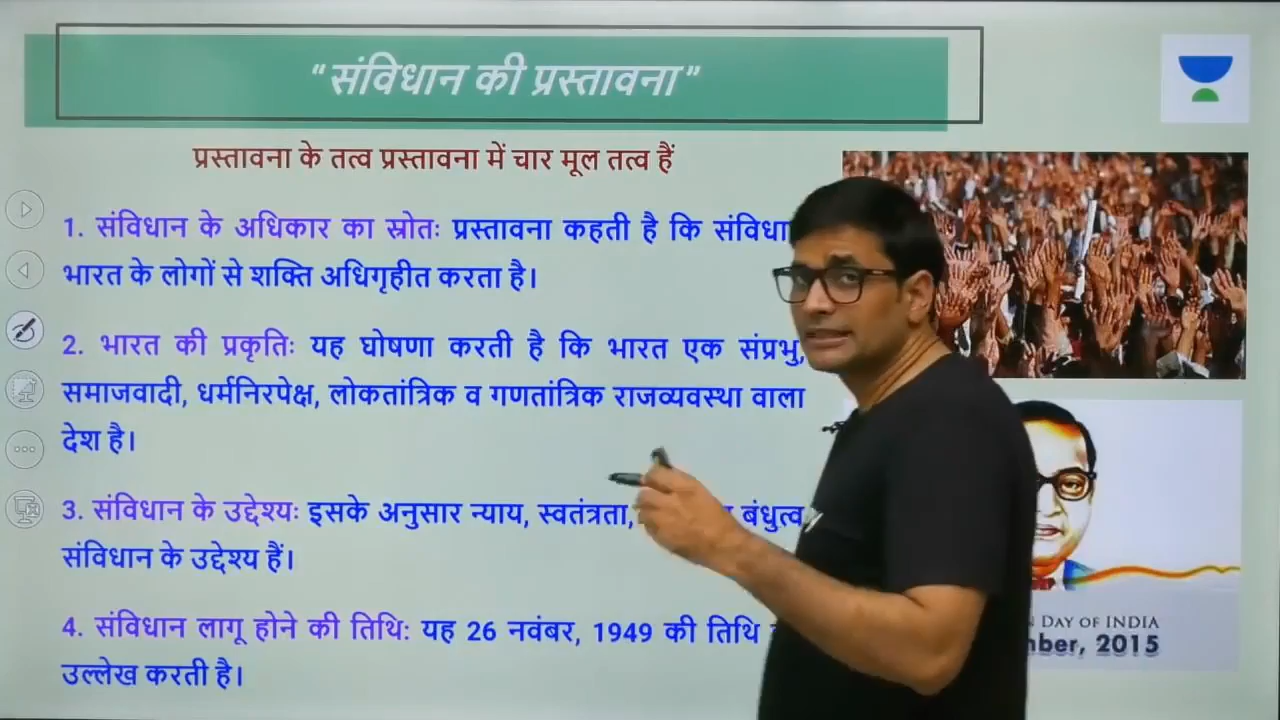 “संविधान की प्रस्तावना”
प्रस्तावना के तत्व प्रस्तावना में चार मूल तत्व हैं
1. संविधान के अधिकार का स्रोतः प्रस्तावना कहती है कि
भारत के लोगों से शक्ति अधिगृहीत करता है।
2. भारत की प्रकृतिः यह घोषणा करती है कि भारत एक संप्रभु,
समाजवादी, धर्मनिरपेक्ष, लोकतांत्रिक व गणतांत्रिक राजव्यवस्था वाला
देश है।
3. संविधान के उद्देश्यः इसके अनुसार न्याय, स्वतंत्रता, बंधुत्व
संविधान के उद्देश्य हैं।
4. संविधान लागू होने की तिथि: यह 26 नवंबर, 1949 की तिथि
उल्लेख करती है।
DAY OF INDIA
2015